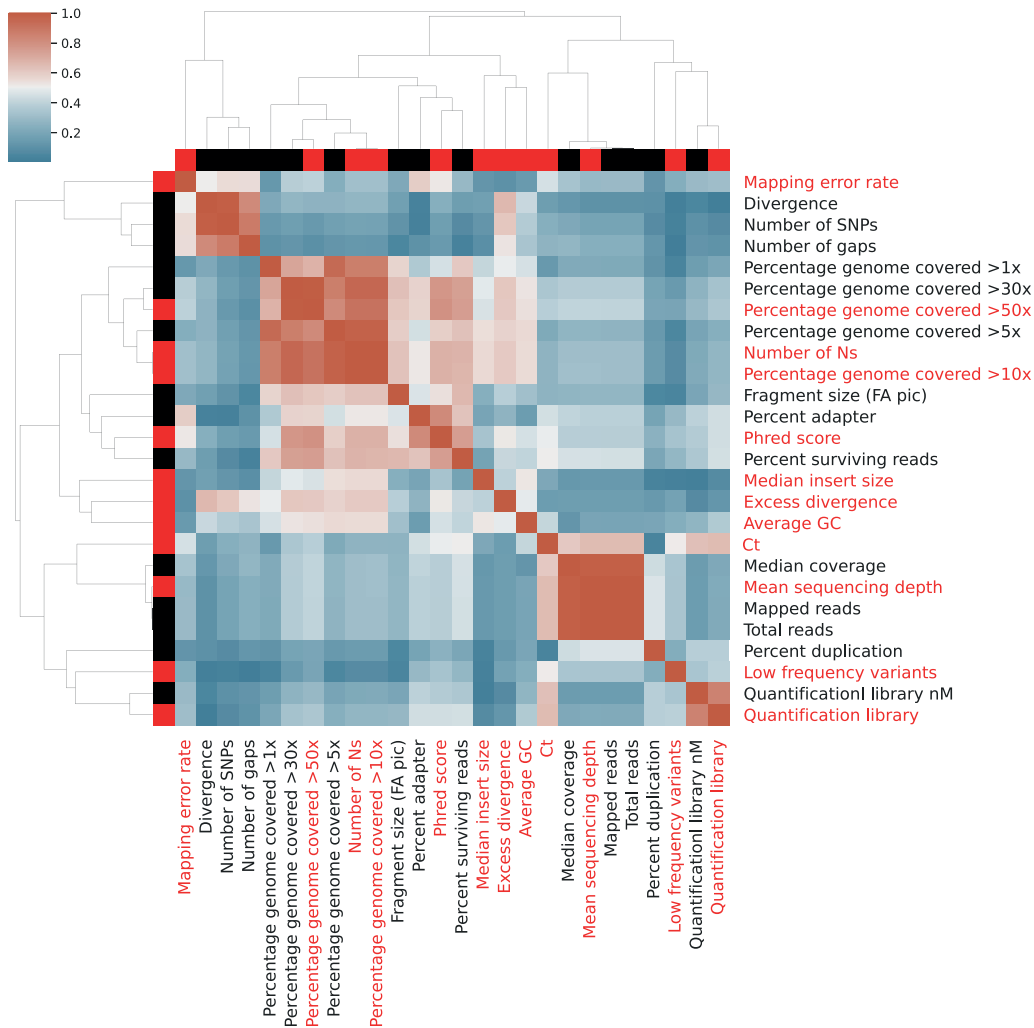 1.0
0.8
0.6
0.4
0.2
Mapping error rate
Divergence
Number of SNPs
Number of gaps
Percentage genome covered >1x
Percentage genome covered >30x
Percentage genome covered >50x
Percentage genome covered >5x
Number of Ns
Percentage genome covered >10x
Fragment size (FA pic)
Percent adapter
Phred score
Percent surviving reads
Median insert size
Excess divergence
Average GC
Ct
Median coverage
Mean sequencing depth
Mapped reads
Total reads
Percent duplication
Low frequency variants
Quantificationl library nM
Quantification library
Mapping error rate
Divergence
Number of SNPs
Number of gaps
Percentage genome covered >1x
Percentage genome covered >30x
Percentage genome covered >50x
Percentage genome covered >5x
Number of Ns
Percentage genome covered >10x
Fragment size (FA pic)
Percent adapter
Phred score
Percent surviving reads
Median insert size
Excess divergence
Average GC
Ct
Median coverage
Mean sequencing depth
Mapped reads
Total reads
Percent duplication
Low frequency variants
Quantificationl library nM
Quantification library